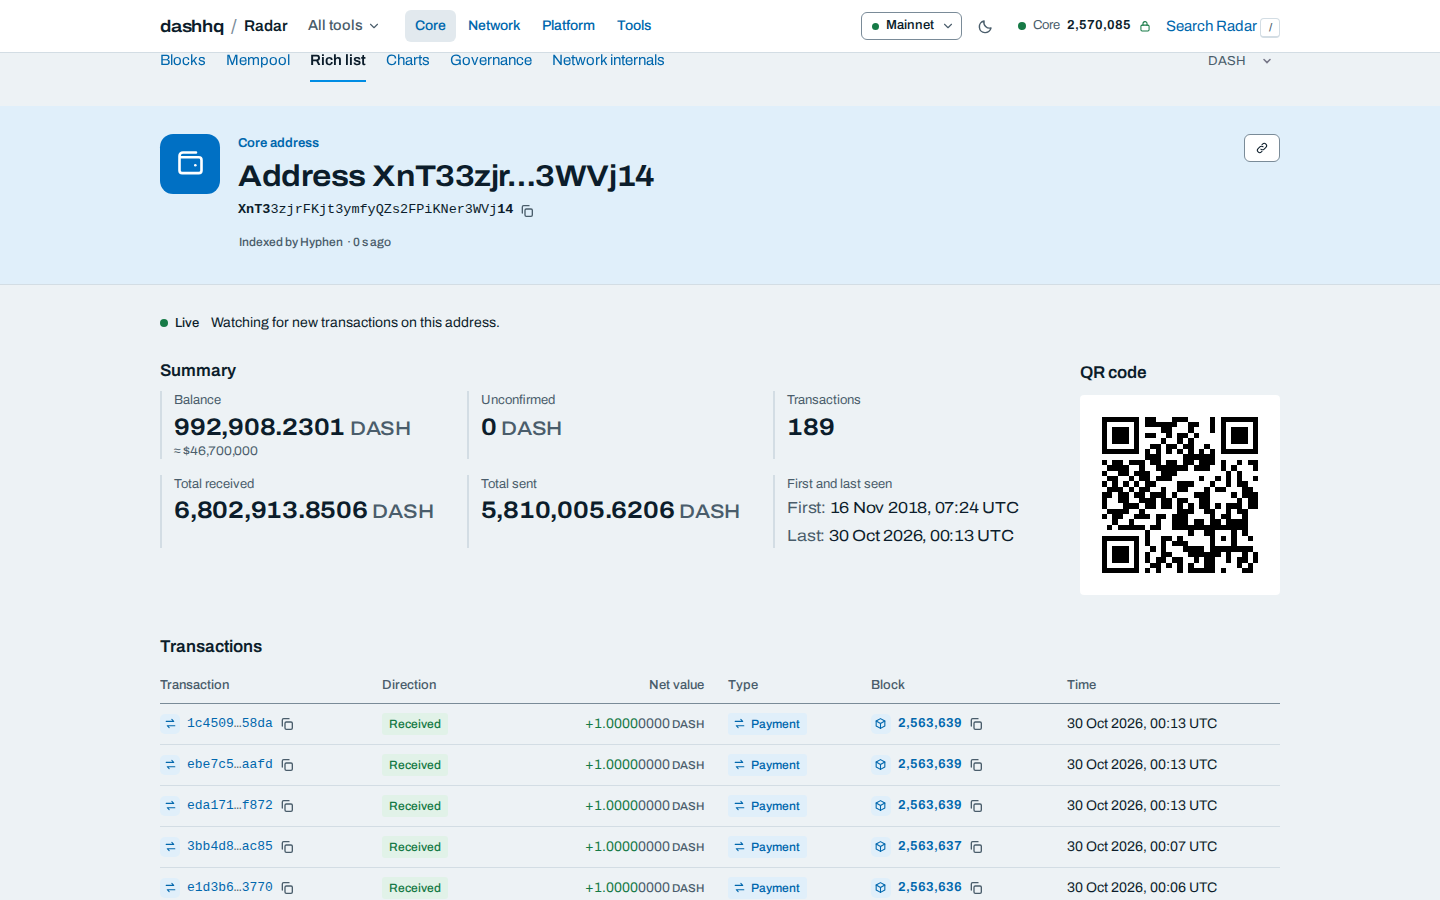 dashhq / Radar All tools Core Network Platform Tools Mainnet Core 2,570,085 Search Radar /
Blocks Mempool Rich list Charts Governance Network internals DASH
Core address
Address XnT33zjr…3WVj14
XnT33zjrFKjt3ymfyQZs2FPiKNer3WVj14
Indexed by Hyphen · 0 s ago
Live Watching for new transactions on this address.
Summary
QR code
Balance Unconfirmed Transactions
992,908.2301 DASH 0 DASH 189
≈ $46,700,000
Total received Total sent First and last seen
6,802,913.8506 DASH 5,810,005.6206 DASH First: 16 Nov 2018, 07:24 UTC
Last: 30 Oct 2026, 00:13 UTC
Transactions
Transaction Direction Net value Type Block Time
1c4509…58da Received +1.00000000 DASH Payment 2,563,639 30 Oct 2026, 00:13 UTC
ebe7c5…aafd Received +1.00000000 DASH Payment 2,563,639 30 Oct 2026, 00:13 UTC
eda171…f872 Received +1.00000000 DASH Payment 2,563,639 30 Oct 2026, 00:13 UTC
3bb4d8…ac85 Received +1.00000000 DASH Payment 2,563,637 30 Oct 2026, 00:07 UTC
e1d3b6…3770 Received +1.00000000 DASH Payment 2,563,636 30 Oct 2026, 00:06 UTC